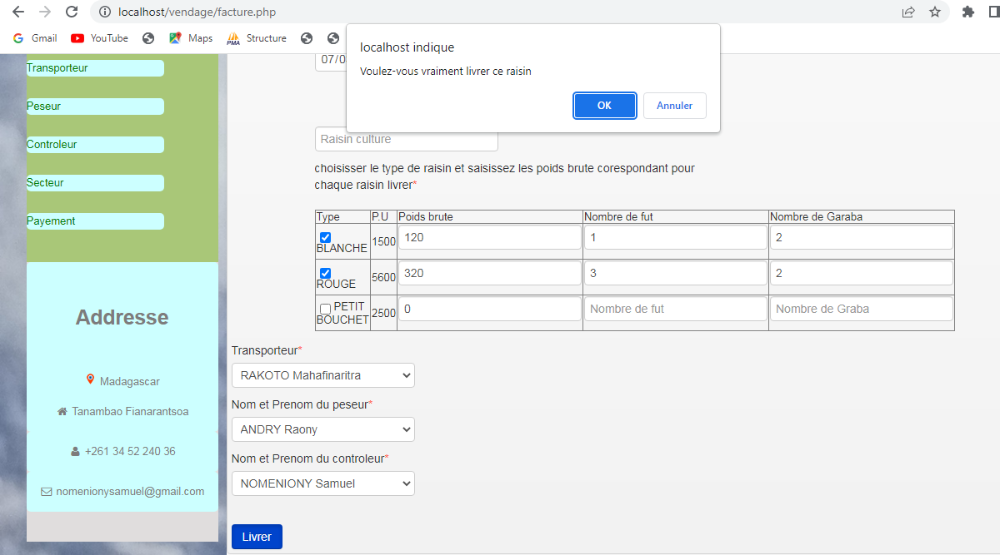 localhost/vendage/facture.php
Gmail YouTube Maps Structure
localhost indique
Voulez-vous vraiment livrer ce raisin
OK Annuler
Transporteur
Peseur
Controleur
Secteur
Payement
Addresse
Madagascar
Tanambao Fianarantsoa
+261 34 52 240 36
nomenionysamuel@gmail.com
07/0
Raisin culture
choisisser le type de raisin et saisissez les poids brute corespondant pour
chaque raisin livrer*
Type P.U Poids brute Nombre de fut Nombre de Garaba
BLANCHE 1500 120 1 2
ROUGE 5600 320 3 2
PETIT
BOUCHET 2500 0 Nombre de fut Nombre de Graba
Transporteur*
RAKOTO Mahafinaritra
Nom et Prenom du peseur*
ANDRY Raony
Nom et Prenom du controleur*
NOMENIONY Samuel
Livrer